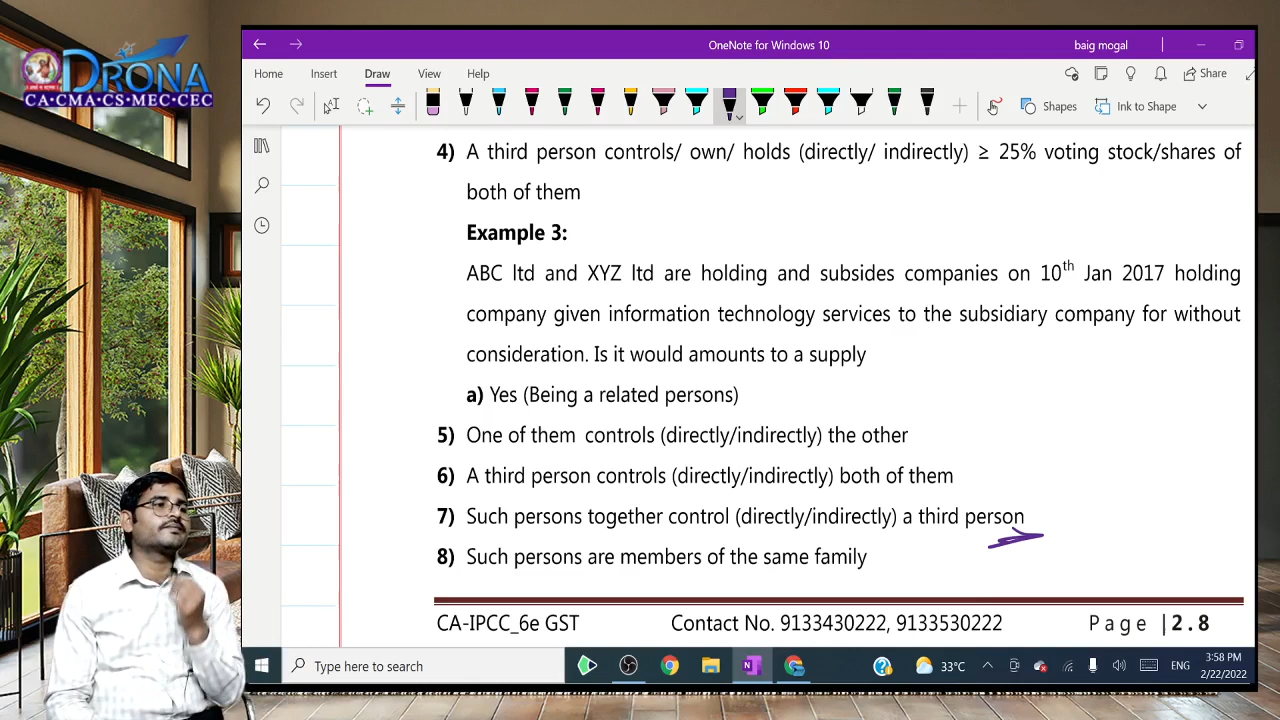 OneNote for Windows 10
baig mogal
DRONA
CA•CMA•CS•MEC•CEC
Home Insert Draw View Help
Share
Shapes
Ink to Shape
4) A third person controls/ own/ holds (directly/ indirectly) ≥ 25% voting stock/shares of
both of them
Example 3:
ABC ltd and XYZ ltd are holding and subsides companies on 10th Jan 2017 holding
company given information technology services to the subsidiary company for without
consideration. Is it would amounts to a supply
a) Yes (Being a related persons)
5) One of them controls (directly/indirectly) the other
6) A third person controls (directly/indirectly) both of them
7) Such persons together control (directly/indirectly) a third person
8) Such persons are members of the same family
CA-IPCC_6e GST Contact No. 9133430222, 9133530222 Page |2.8
Type here to search
33°C
ENG
3:58 PM
2/22/2022